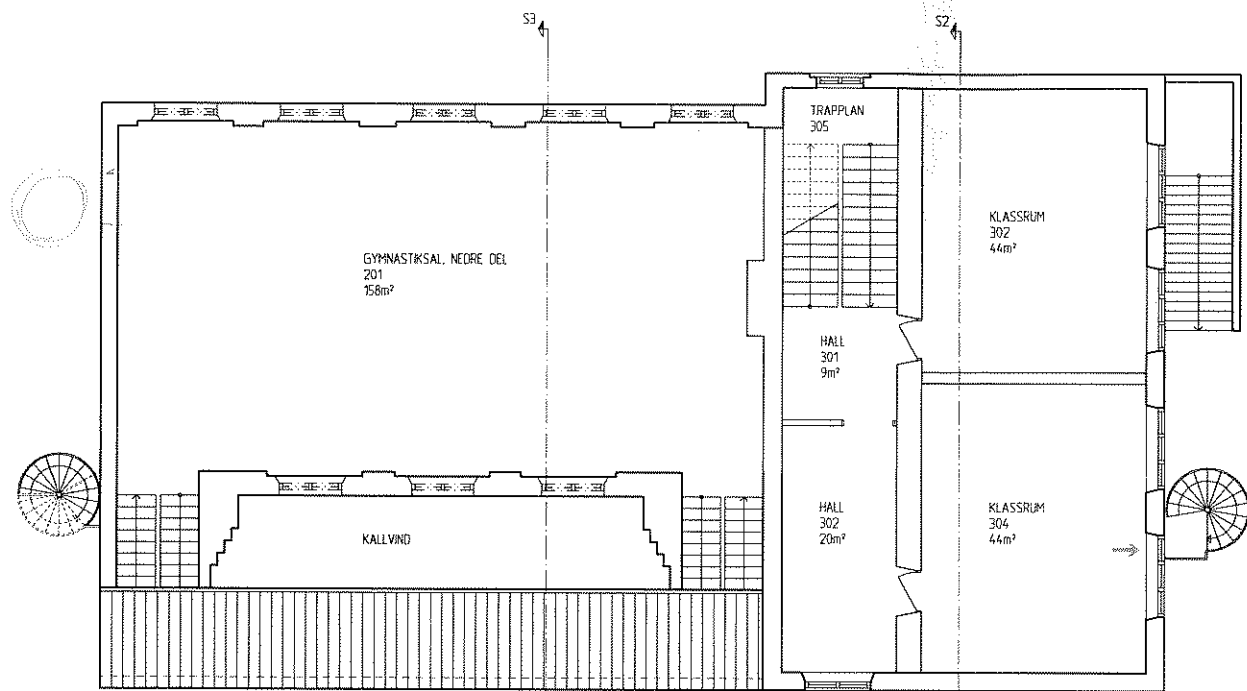 S3
S2
TRAPPLAN
305
KLASSRUM
302
44m²
GYMNASTIKSAL, NEDRE DEL
201
158m²
HALL
301
9m²
HALL
302
20m²
KLASSRUM
304
44m²
KALLVIND